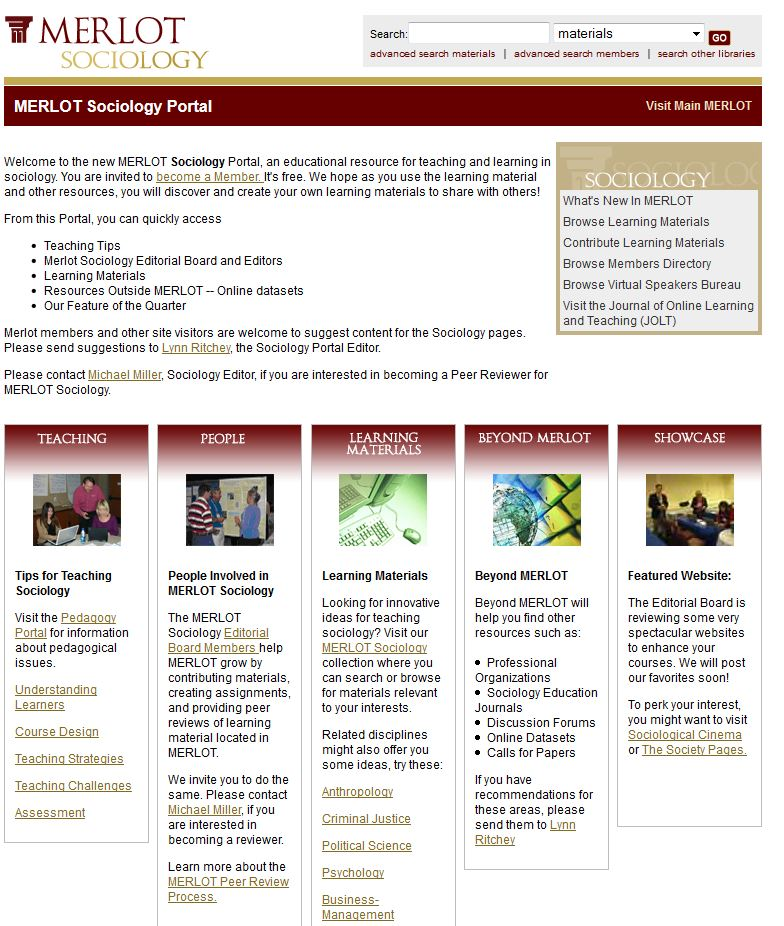 MERLOT
SOCIOLOGY
Search:
materials
GO
advanced search materials | advanced search members | search other libraries
MERLOT Sociology Portal
Visit Main MERLOT
Welcome to the new MERLOT Sociology Portal, an educational resource for teaching and learning in
sociology. You are invited to become a Member. It's free. We hope as you use the learning material
and other resources, you will discover and create your own learning materials to share with others!
From this Portal, you can quickly access
• Teaching Tips
• Merlot Sociology Editorial Board and Editors
• Learning Materials
• Resources Outside MERLOT -- Online datasets
• Our Feature of the Quarter
Merlot members and other site visitors are welcome to suggest content for the Sociology pages.
Please send suggestions to Lynn Ritchey, the Sociology Portal Editor.
Please contact Michael Miller, Sociology Editor, if you are interested in becoming a Peer Reviewer for
MERLOT Sociology.
SOCIOLOGY
SOCIOLOGY
What's New In MERLOT
Browse Learning Materials
Contribute Learning Materials
Browse Members Directory
Browse Virtual Speakers Bureau
Visit the Journal of Online Learning
and Teaching (JOLT)
TEACHING
Tips for Teaching
Sociology
Visit the Pedagogy
Portal for information
about pedagogical
issues.
Understanding
Learners
Course Design
Teaching Strategies
Teaching Challenges
Assessment
PEOPLE
People Involved in
MERLOT Sociology
The MERLOT
Sociology Editorial
Board Members help
MERLOT grow by
contributing materials,
creating assignments,
and providing peer
reviews of learning
material located in
MERLOT.
We invite you to do the
same. Please contact
Michael Miller, if you
are interested in
becoming a reviewer.
Learn more about the
MERLOT Peer Review
Process.
LEARNING
MATERIALS
Learning Materials
Looking for innovative
ideas for teaching
sociology? Visit our
MERLOT Sociology
collection where you
can search or browse
for materials relevant
to your interests.
Related disciplines
might also offer you
some ideas, try these:
Anthropology
Criminal Justice
Political Science
Psychology
Business-
Management
BEYOND MERLOT
Beyond MERLOT
Beyond MERLOT will
help you find other
resources such as:
• Professional
Organizations
• Sociology Education
Journals
• Discussion Forums
• Online Datasets
• Calls for Papers
If you have
recommendations for
these areas, please
send them to Lynn
Ritchey
SHOWCASE
Featured Website:
The Editorial Board is
reviewing some very
spectacular websites
to enhance your
courses. We will post
our favorites soon!
To perk your interest,
you might want to visit
Sociological Cinema
or The Society Pages.